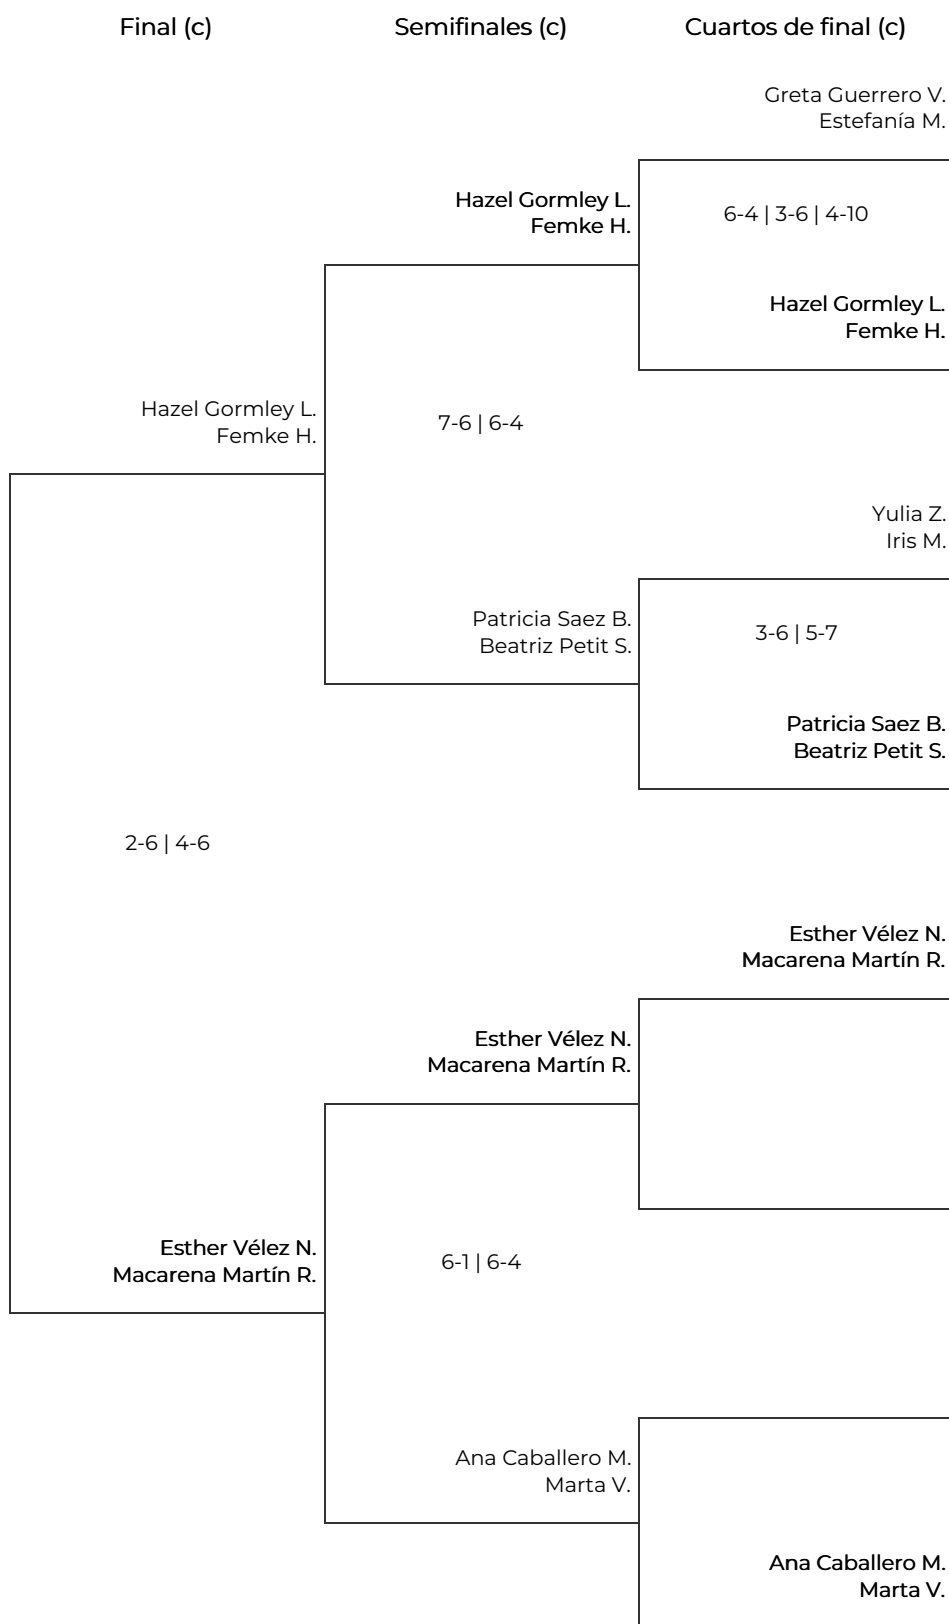 Final (c)
Semifinales (c)
Cuartos de final (c)
Greta Guerrero V.
Estefanía M.
Hazel Gormley L.
Femke H.
6-4 | 3-6 | 4-10
Hazel Gormley L.
Femke H.
Hazel Gormley L.
Femke H.
7-6 | 6-4
Yulia Z.
Iris M.
Patricia Saez B.
Beatriz Petit S.
3-6 | 5-7
Patricia Saez B.
Beatriz Petit S.
2-6 | 4-6
Esther Vélez N.
Macarena Martín R.
Esther Vélez N.
Macarena Martín R.
Esther Vélez N.
Macarena Martín R.
6-1 | 6-4
Ana Caballero M.
Marta V.
Ana Caballero M.
Marta V.